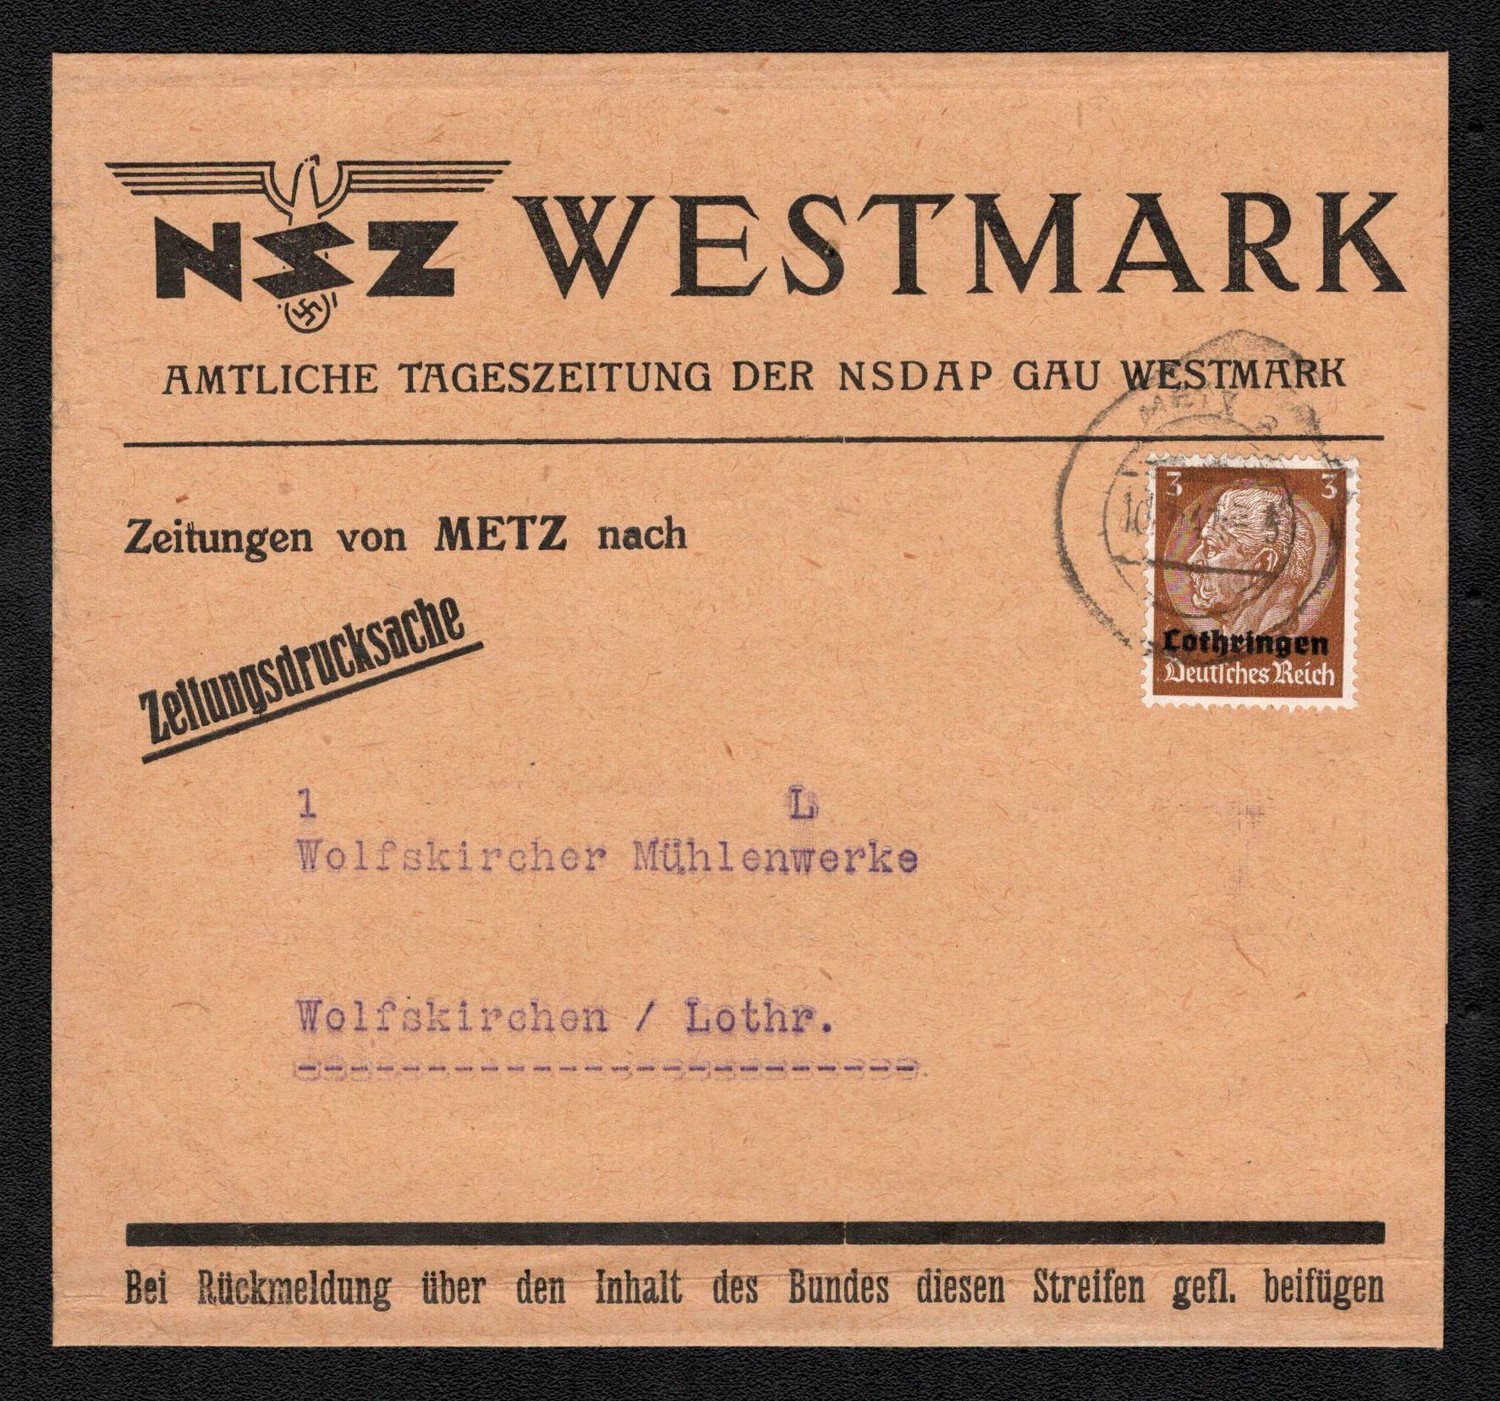 NSZ WESTMARK
AMTLICHE TAGESZEITUNG DER NSDAP GAU WESTMARK
METZ
Zeitungen von METZ nach
3 3
Lothringen
Deutsches Reich
Zeitungsdrucksache
1 L
Wolfskircher Mühlenwerke
Wolfskirchen / Lothr.
Bei Rückmeldung über den Inhalt des Bundes diesen Streifen gefl. beifügen